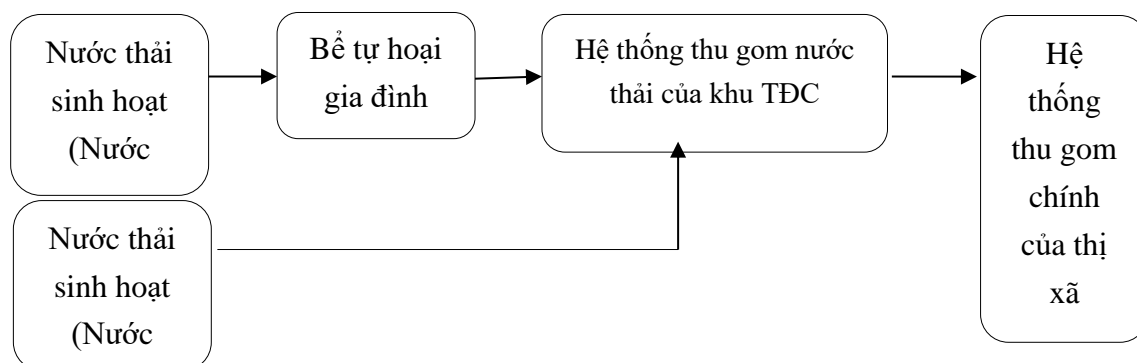 Nước thải
sinh hoạt
(Nước
Bể tự hoại
gia đình
Hệ thống thu gom nước
thải của khu TĐC
Hệ
thống
thu gom
chính
của thị
xã
Nước thải
sinh hoạt
(Nước